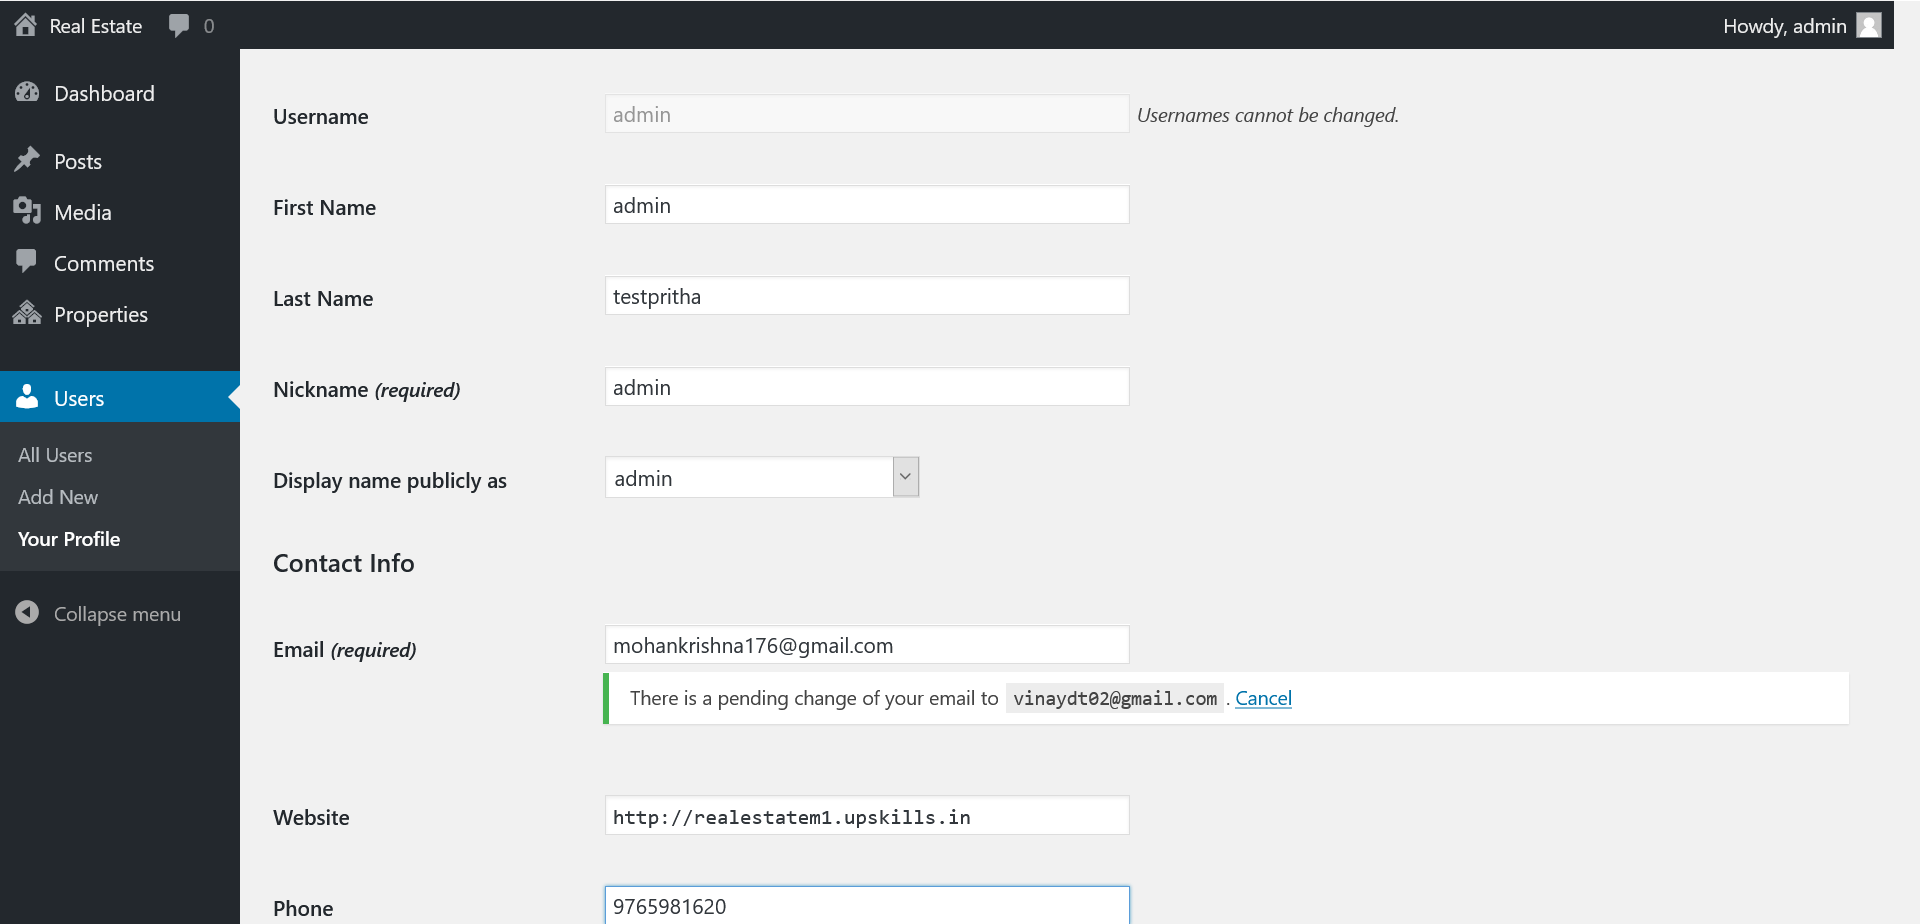 Real Estate 0 Howdy, admin
Dashboard
Posts
Media
Comments
Properties
Users
All Users
Add New
Your Profile
Collapse menu
Username admin Usernames cannot be changed.
First Name admin
Last Name testpritha
Nickname (required) admin
Display name publicly as admin
Contact Info
Email (required) mohankrishna176@gmail.com
There is a pending change of your email to vinaydt02@gmail.com . Cancel
Website http://realestatem1.upskills.in
Phone 9765981620